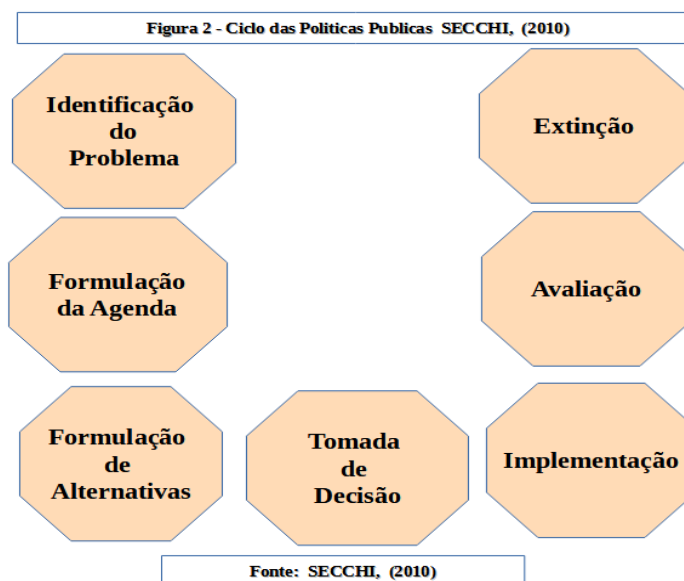 Figura 2 - Ciclo das Politicas Publicas SECCHI, (2010)
Identificação
do
Problema
Formulação
da Agenda
Formulação
de
Alternativas
Tomada
de
Decisão
Implementação
Avaliação
Extinção
Fonte: SECCHI, (2010)